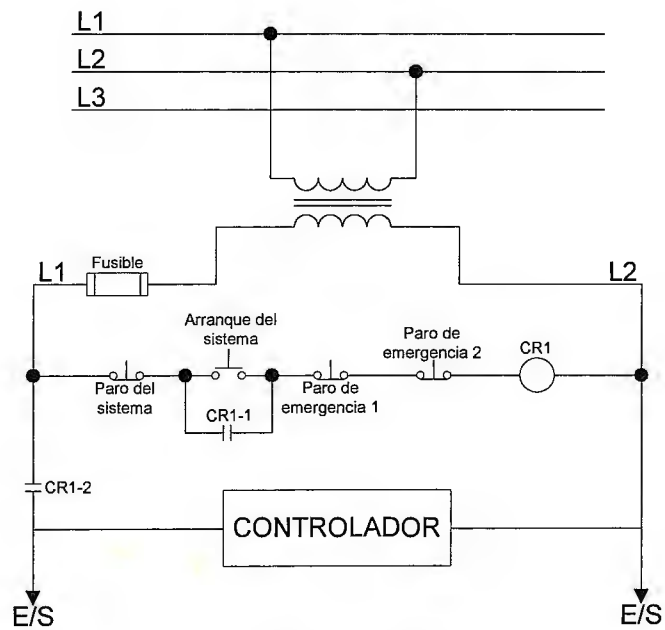 L1
L2
L3
L1
Fusible
L2
Arranque del
sistema
Paro de
emergencia 2
CR1
Paro del
sistema
CR1-1
Paro de
emergencia 1
CR1-2
CONTROLADOR
E/S
E/S